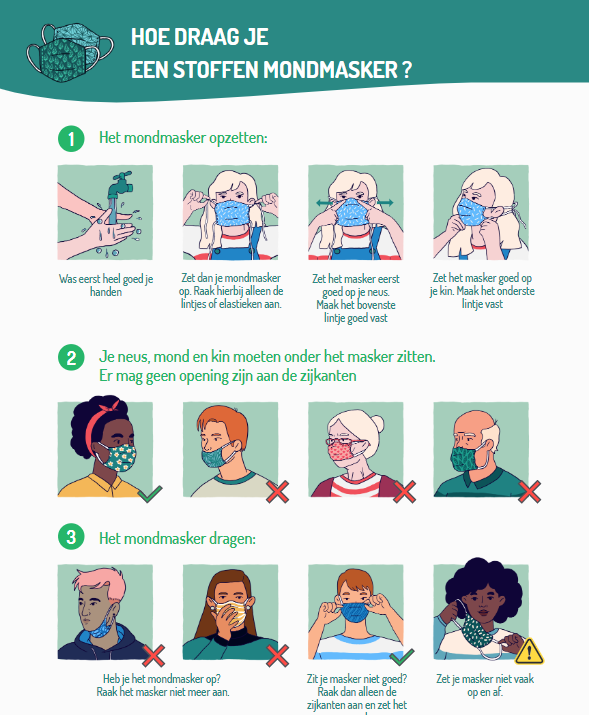 HOE DRAAG JE
EEN STOFFEN MONDMASKER ?
1 Het mondmasker opzetten:
Was eerst heel goed je
handen
Zet dan je mondmasker
op. Raak hierbij alleen de
lintjes of elastieken aan.
Zet het masker eerst
goed op je neus.
Maak het bovenste
lintje goed vast
Zet het masker goed op
je kin. Maak het onderste
lintje vast
2 Je neus, mond en kin moeten onder het masker zitten.
Er mag geen opening zijn aan de zijkanten
3 Het mondmasker dragen:
Heb je het mondmasker op?
Raak het masker niet meer aan.
Zit je masker niet goed?
Raak dan alleen de
zijkanten aan en zet het
Zet je masker niet vaak
op en af.